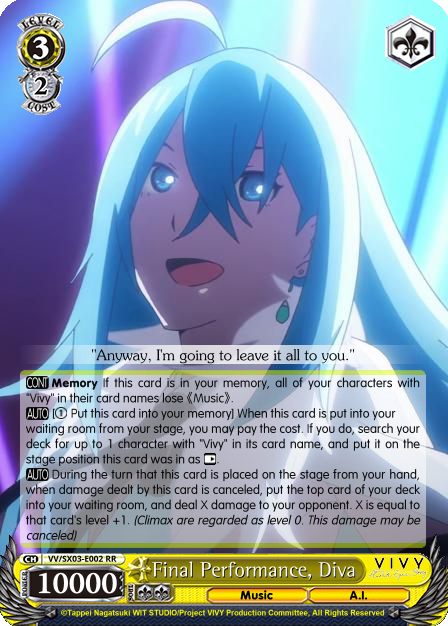 LEVEL
3
2
COST
"Anyway, I'm going to leave it all to you."
CONT Memory If this card is in your memory, all of your characters with
"Vivy" in their card names lose 《Music》.
AUTO [① Put this card into your memory] When this card is put into your
waiting room from your stage, you may pay the cost. If you do, search your
deck for up to 1 character with "Vivy" in its card name, and put it on the
stage position this card was in as .
AUTO During the turn that this card is placed on the stage from your hand,
when damage dealt by this card is canceled, put the top card of your deck
into your waiting room, and deal X damage to your opponent. X is equal to
that card's level +1. (Climax are regarded as level 0. This damage may be
canceled)
CH VV/SX03-E002 RR
POWER 10000 SOUL
Final Performance, Diva
VIVY
Music A.I.
©Tappei Nagatsuki WIT STUDIO/Project VIVY Production Committee, All Rights Reserved